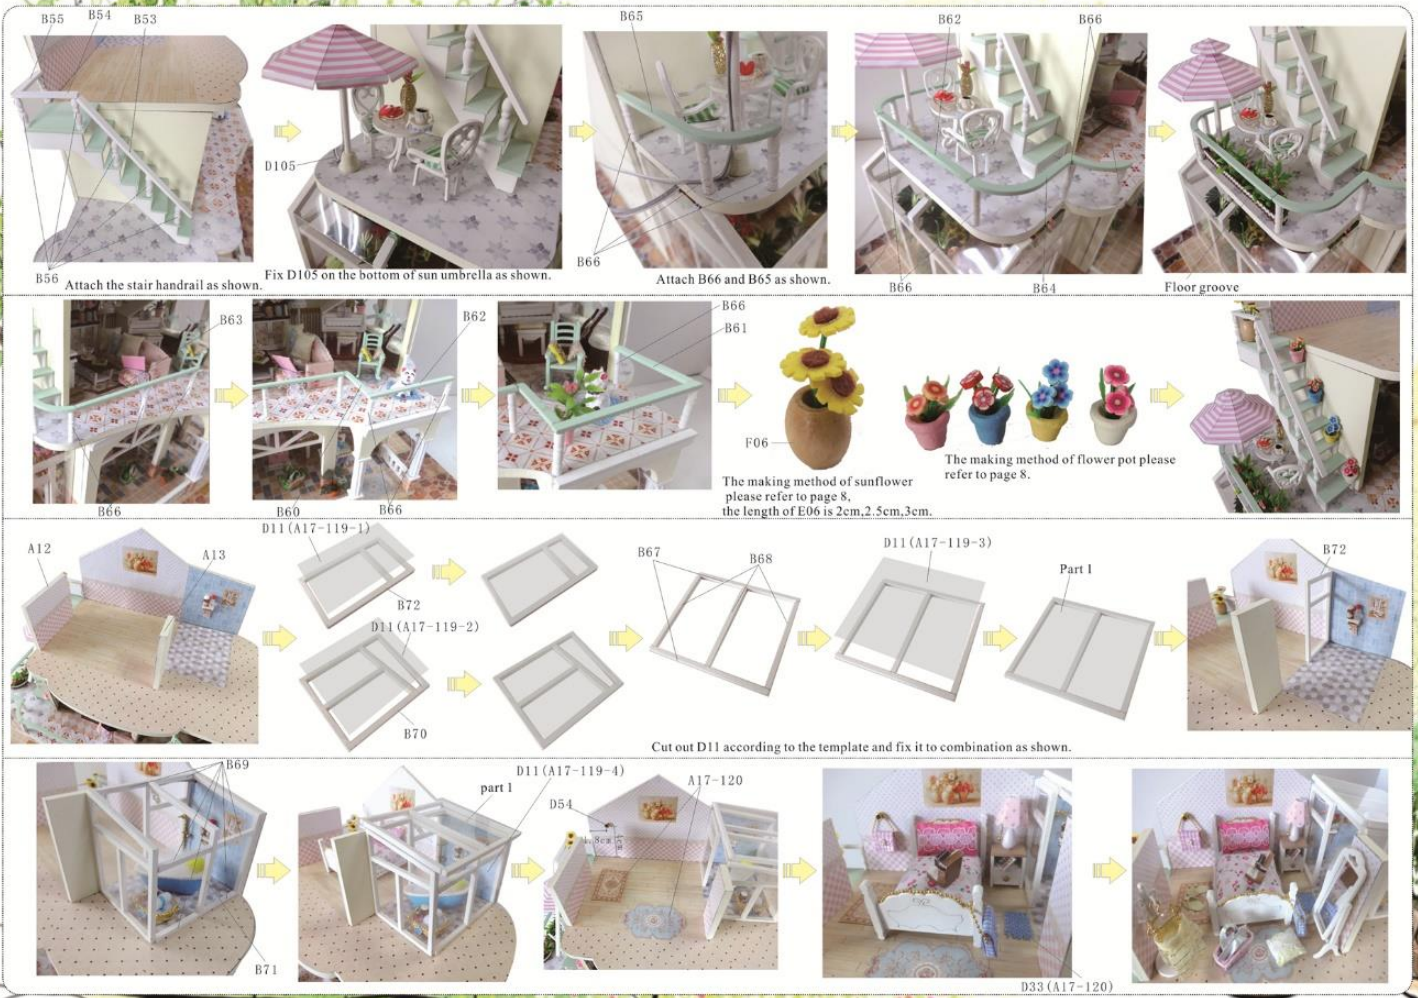 B55
B54
B53
B56
Attach the stair handrail as shown.
D105
Fix D105 on the bottom of sun umbrella as shown.
B65
B66
Attach B66 and B65 as shown.
B62
B66
B66
B64
Floor groove
B63
B66
B62
B60
B66
B66
B61
F06
The making method of sunflower
please refer to page 8,
the length of E06 is 2cm,2.5cm,3cm.
The making method of flower pot please
refer to page 8.
A12
A13
D11(A17-119-1)
B72
D11(A17-119-2)
B70
B67
B68
D11(A17-119-3)
Part 1
B72
Cut out D11 according to the template and fix it to combination as shown.
B69
B71
part 1
D11(A17-119-4)
D54
A17-120
D33(A17-120)